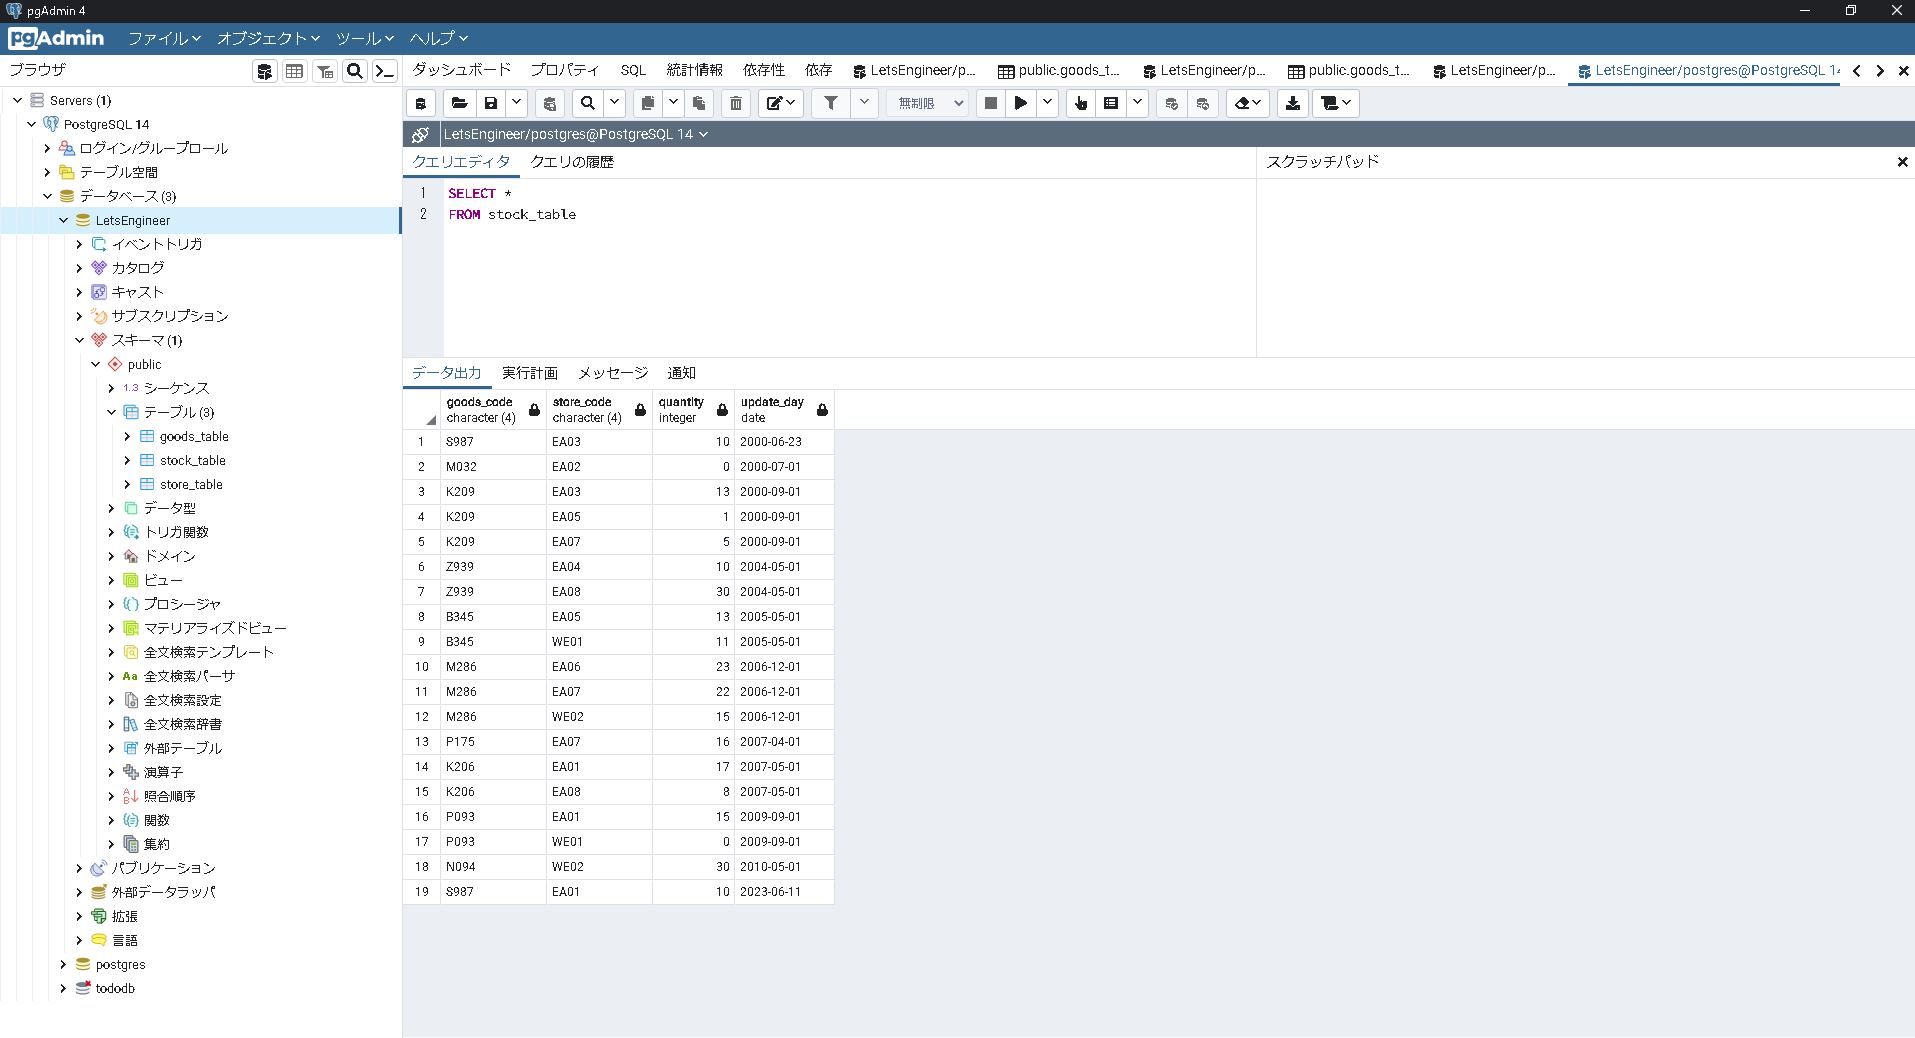 pgAdmin 4
pgAdmin ファイル オブジェクト ツール ヘルプ
ブラウザ
Servers (1)
PostgreSQL 14
ログイン/グループロール
テーブル空間
データベース (3)
LetsEngineer
イベントトリガ
カタログ
キャスト
サブスクリプション
スキーマ (1)
public
1.3 シーケンス
テーブル (3)
goods_table
stock_table
store_table
データ型
トリガ関数
ドメイン
ビュー
プロシージャ
マテリアライズドビュー
全文検索テンプレート
Aa 全文検索パーサ
全文検索設定
全文検索辞書
外部テーブル
演算子
照合順序
関数
集約
パブリケーション
外部データラッパ
拡張
言語
postgres
tododb
ダッシュボード プロパティ SQL 統計情報 依存性 依存 LetsEngineer/p... public.goods_t... LetsEngineer/p... public.goods_t... LetsEngineer/p... LetsEngineer/postgres@PostgreSQL 14
無制限
LetsEngineer/postgres@PostgreSQL 14
クエリエディタ クエリの履歴
スクラッチパッド
1 SELECT *
2 FROM stock_table
データ出力 実行計画 メッセージ 通知
goods_code store_code quantity update_day
character (4) character (4) integer date
1 S987 EA03 10 2000-06-23
2 M032 EA02 0 2000-07-01
3 K209 EA03 13 2000-09-01
4 K209 EA05 1 2000-09-01
5 K209 EA07 5 2000-09-01
6 Z939 EA04 10 2004-05-01
7 Z939 EA08 30 2004-05-01
8 B345 EA05 13 2005-05-01
9 B345 WE01 11 2005-05-01
10 M286 EA06 23 2006-12-01
11 M286 EA07 22 2006-12-01
12 M286 WE02 15 2006-12-01
13 P175 EA07 16 2007-04-01
14 K206 EA01 17 2007-05-01
15 K206 EA08 8 2007-05-01
16 P093 EA01 15 2009-09-01
17 P093 WE01 0 2009-09-01
18 N094 WE02 30 2010-05-01
19 S987 EA01 10 2023-06-11